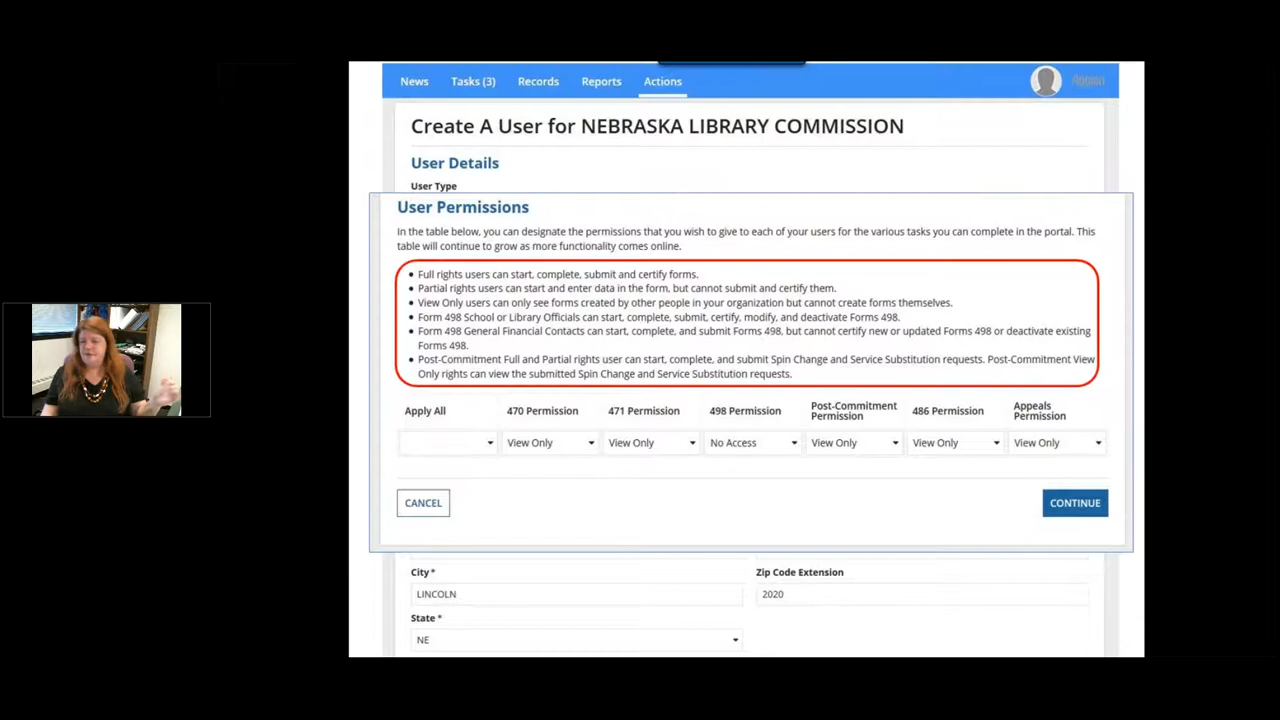 News Tasks (3) Records Reports Actions
Create A User for NEBRASKA LIBRARY COMMISSION
User Details
User Type
User Permissions
In the table below, you can designate the permissions that you wish to give to each of your users for the various tasks you can complete in the portal. This
table will continue to grow as more functionality comes online.
• Full rights users can start, complete, submit and certify forms.
• Partial rights users can start and enter data in the form, but cannot submit and certify them.
• View Only users can only see forms created by other people in your organization but cannot create forms themselves.
• Form 498 School or Library Officials can start, complete, submit, certify, modify, and deactivate Forms 498.
• Form 498 General Financial Contacts can start, complete, and submit Forms 498, but cannot certify new or updated Forms 498 or deactivate existing
Forms 498.
• Post-Commitment Full and Partial rights user can start, complete, and submit Spin Change and Service Substitution requests. Post-Commitment View
Only rights can view the submitted Spin Change and Service Substitution requests.
Apply All 470 Permission 471 Permission 498 Permission Post-Commitment Permission 486 Permission Appeals Permission
View Only View Only No Access View Only View Only View Only
CANCEL CONTINUE
City * Zip Code Extension
LINCOLN 2020
State *
NE